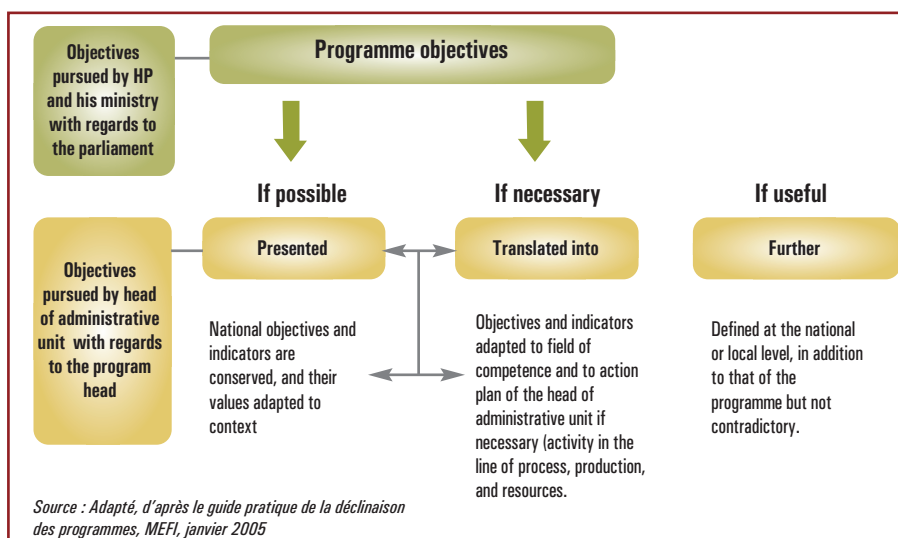 Objectives
pursued by HP
and his ministry
with regards to
the parliament
Programme objectives
If possible
If necessary
If useful
Objectives
pursued by head
of administrative
unit with regards
to the program
head
Presented
Translated into
Further
National objectives and
indicators are
conserved, and their
values adapted to
context
Objectives and indicators
adapted to field of
competence and to action
plan of the head of
administrative unit if
necessary (activity in the
line of process, production,
and resources.
Defined at the national
or local level, in addition
to that of the
programme but not
contradictory.
Source : Adapté, d'après le guide pratique de la déclinaison
des programmes, MEFI, janvier 2005